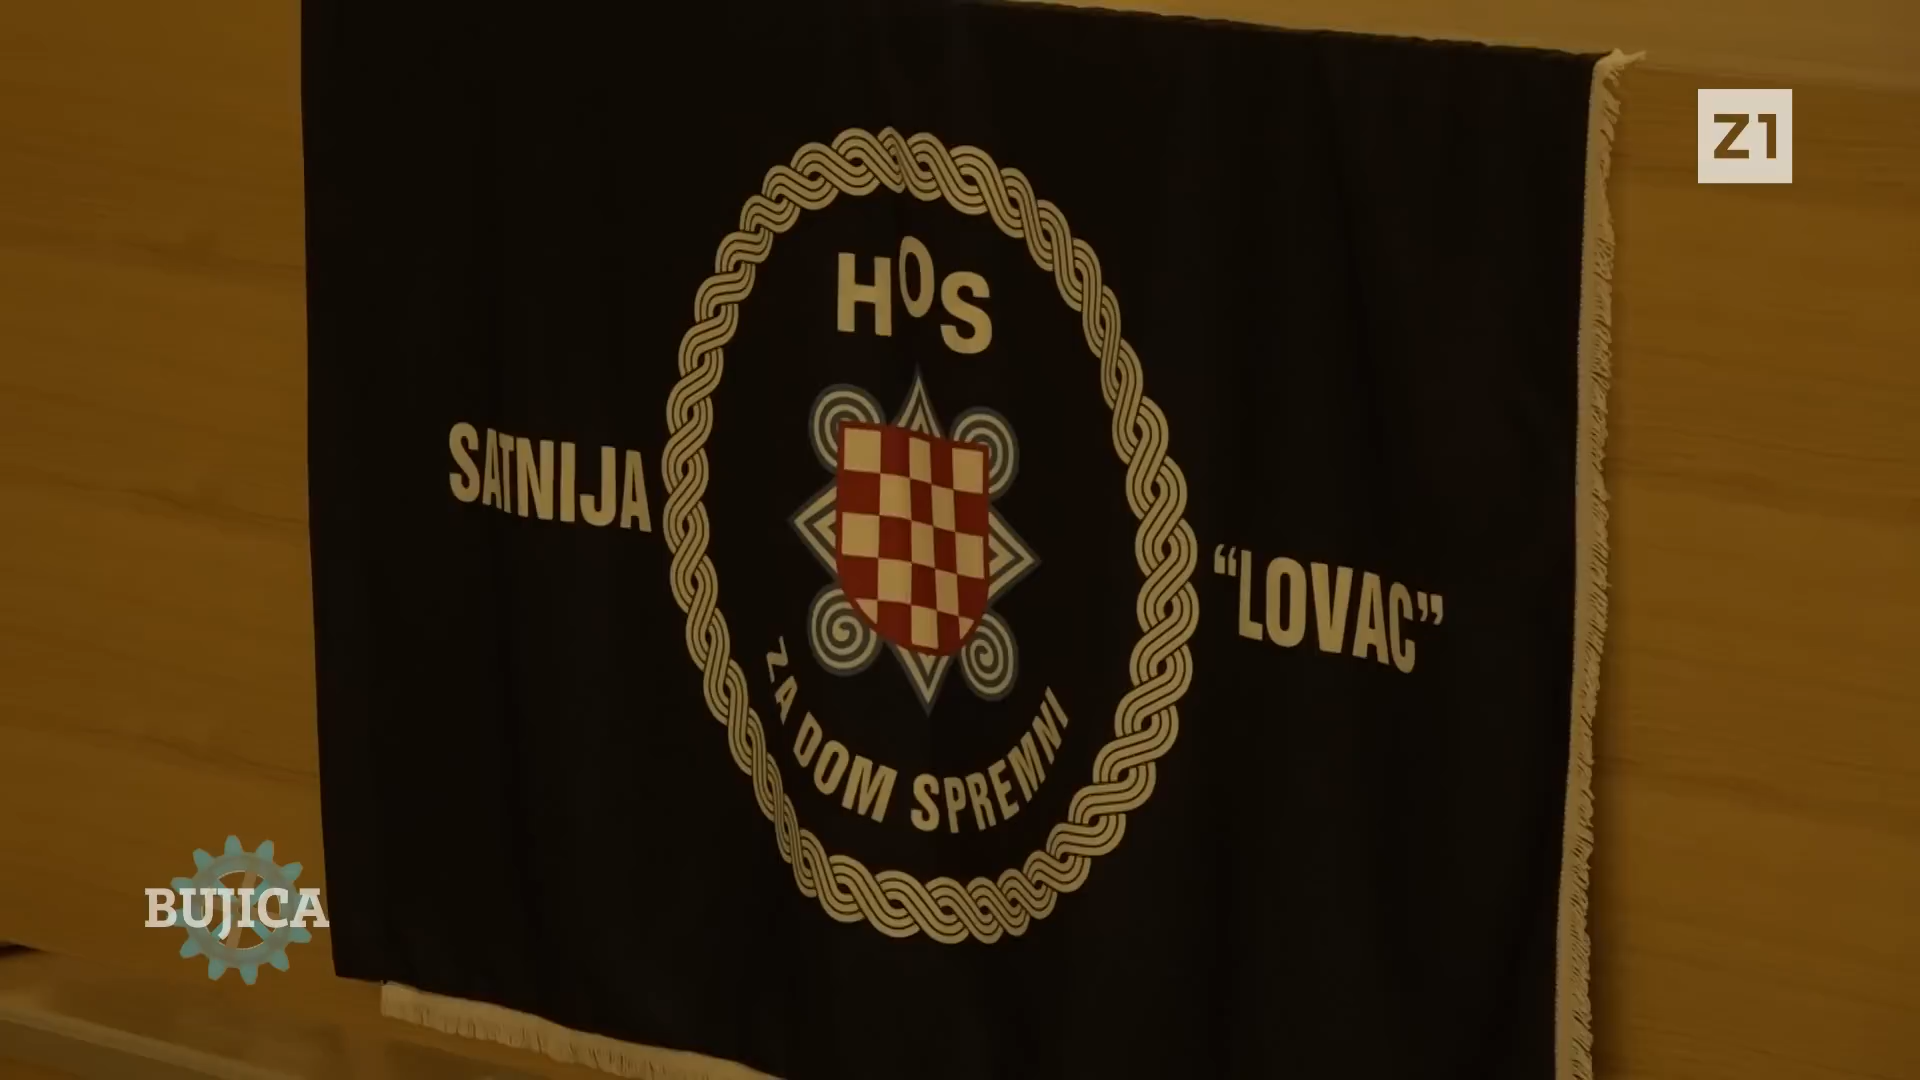 Z1
HOS
SATNIJA
"LOVAC"
ZA DOM SPREMNI
BUJICA